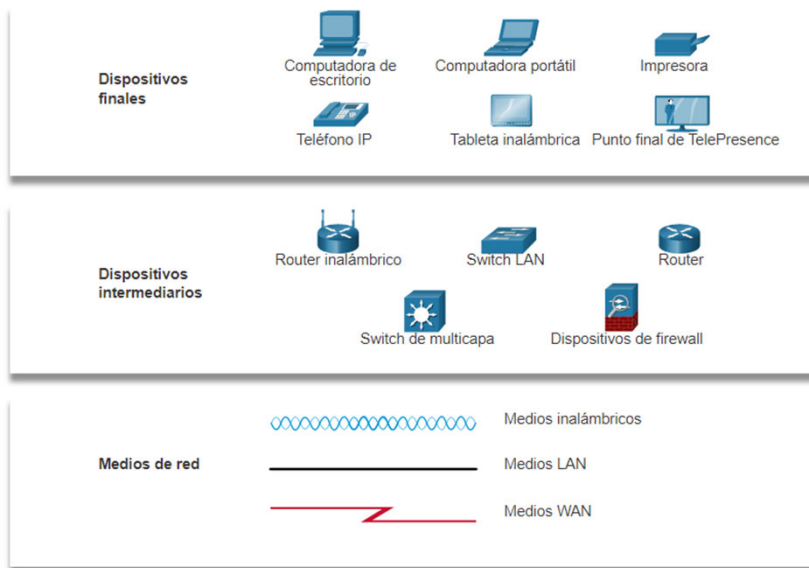 Dispositivos
finales
Computadora de
escritorio
Computadora portátil
Impresora
Teléfono IP
Tableta inalámbrica
Punto final de TelePresence
Dispositivos
intermediarios
Router inalámbrico
Switch LAN
Router
Switch de multicapa
Dispositivos de firewall
Medios de red
Medios inalámbricos
Medios LAN
Medios WAN